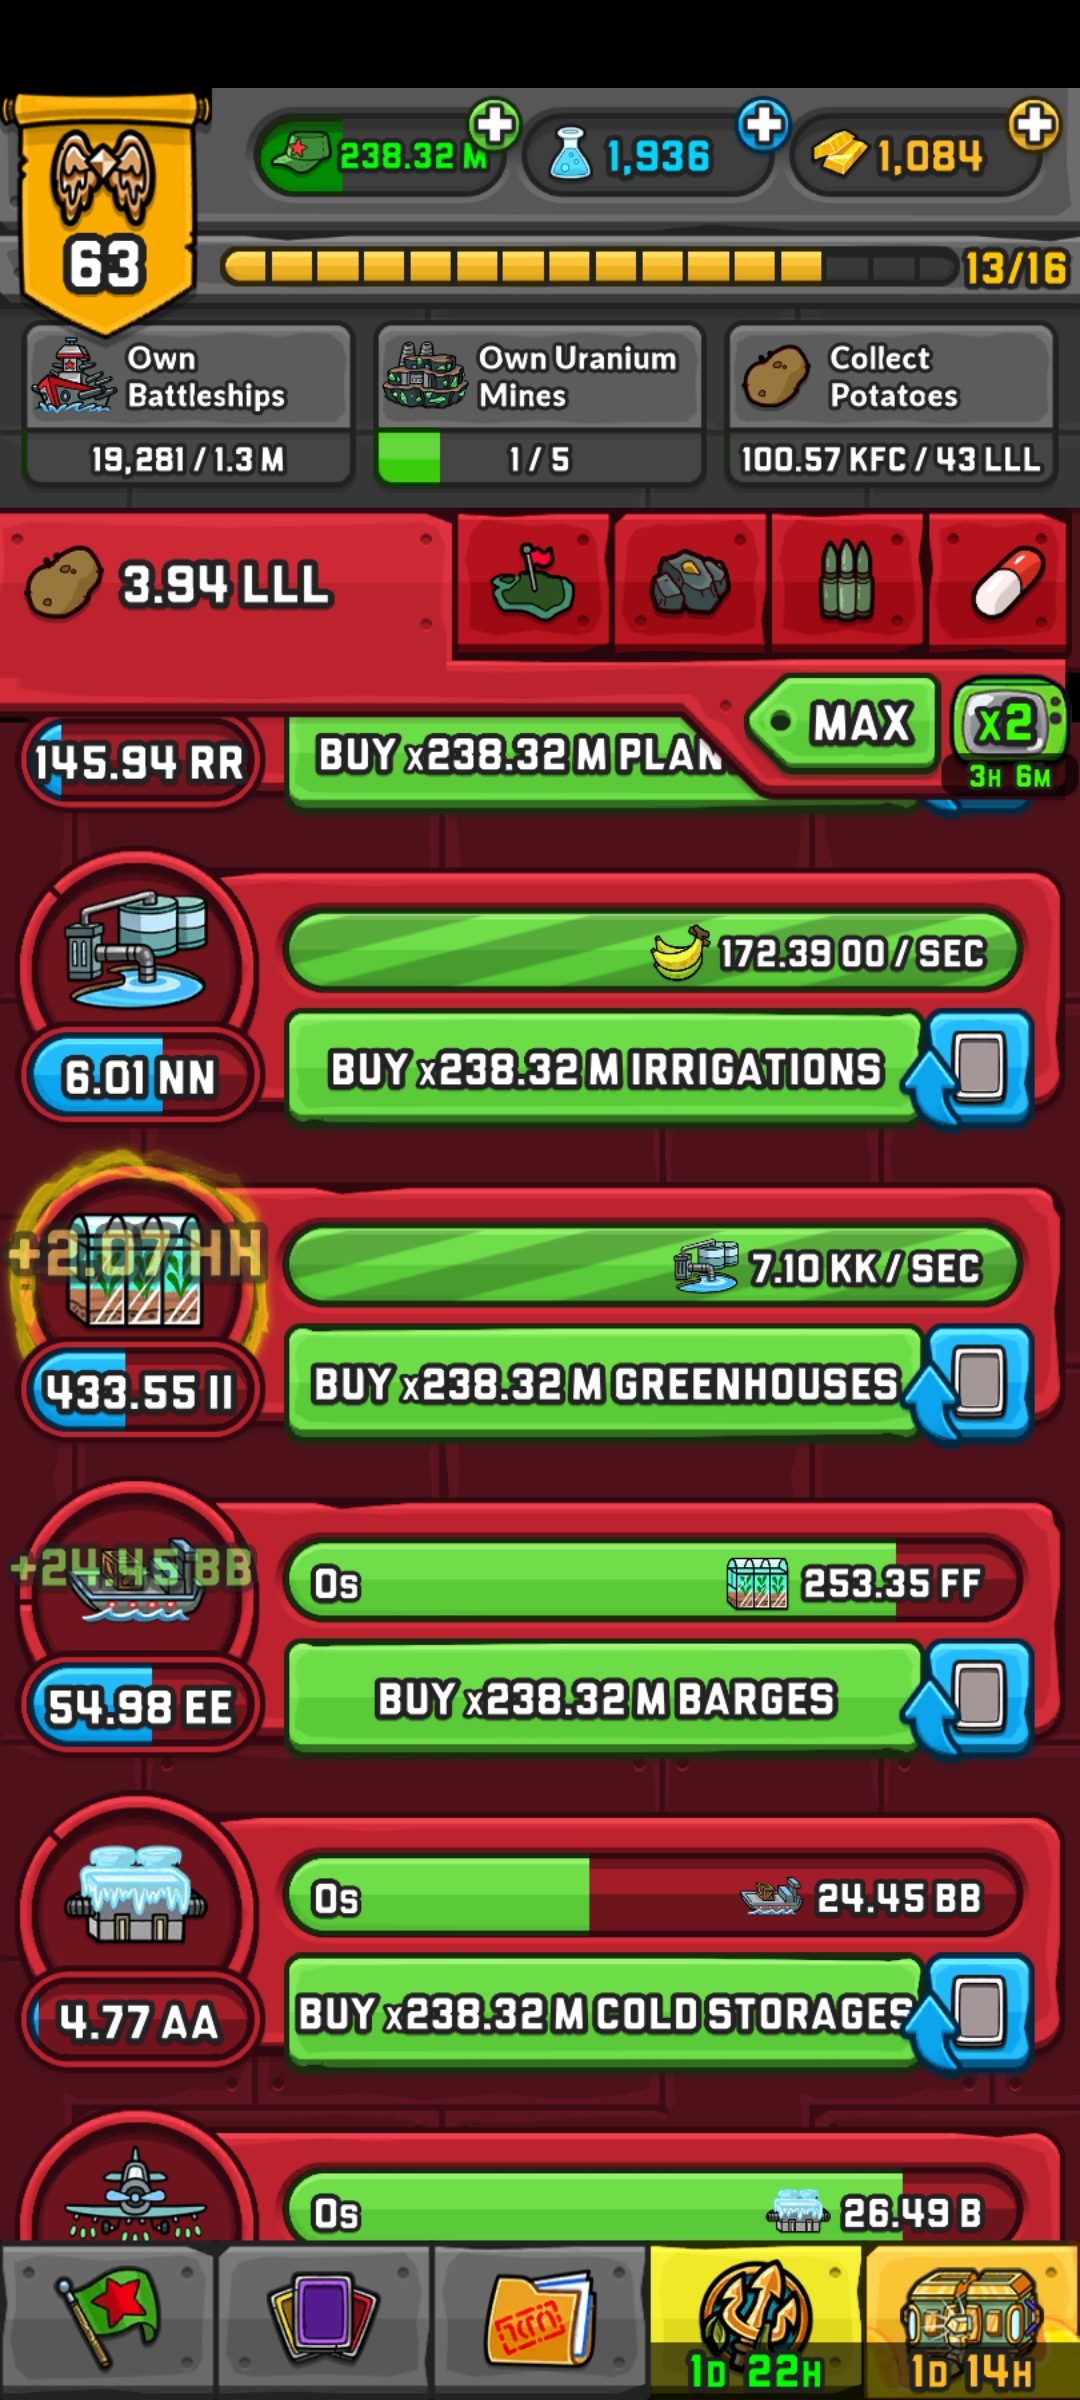 238.32 M
1,936
1,084
63
13/16
Own
Battleships
19,281 / 1.3 M
Own Uranium
Mines
1 / 5
Collect
Potatoes
100.57 KFC / 43 LLL
3.94 LLL
MAX
x2
3H 6M
145.94 RR
BUY x238.32 M PLAN
172.39 OO / SEC
6.01 NN
BUY x238.32 M IRRIGATIONS
+2.07 HH
7.10 KK / SEC
433.55 II
BUY x238.32 M GREENHOUSES
+24.45 BB
0s
253.35 FF
54.98 EE
BUY x238.32 M BARGES
0s
24.45 BB
4.77 AA
BUY x238.32 M COLD STORAGES
0s
26.49 B
1D 22H
1D 14H